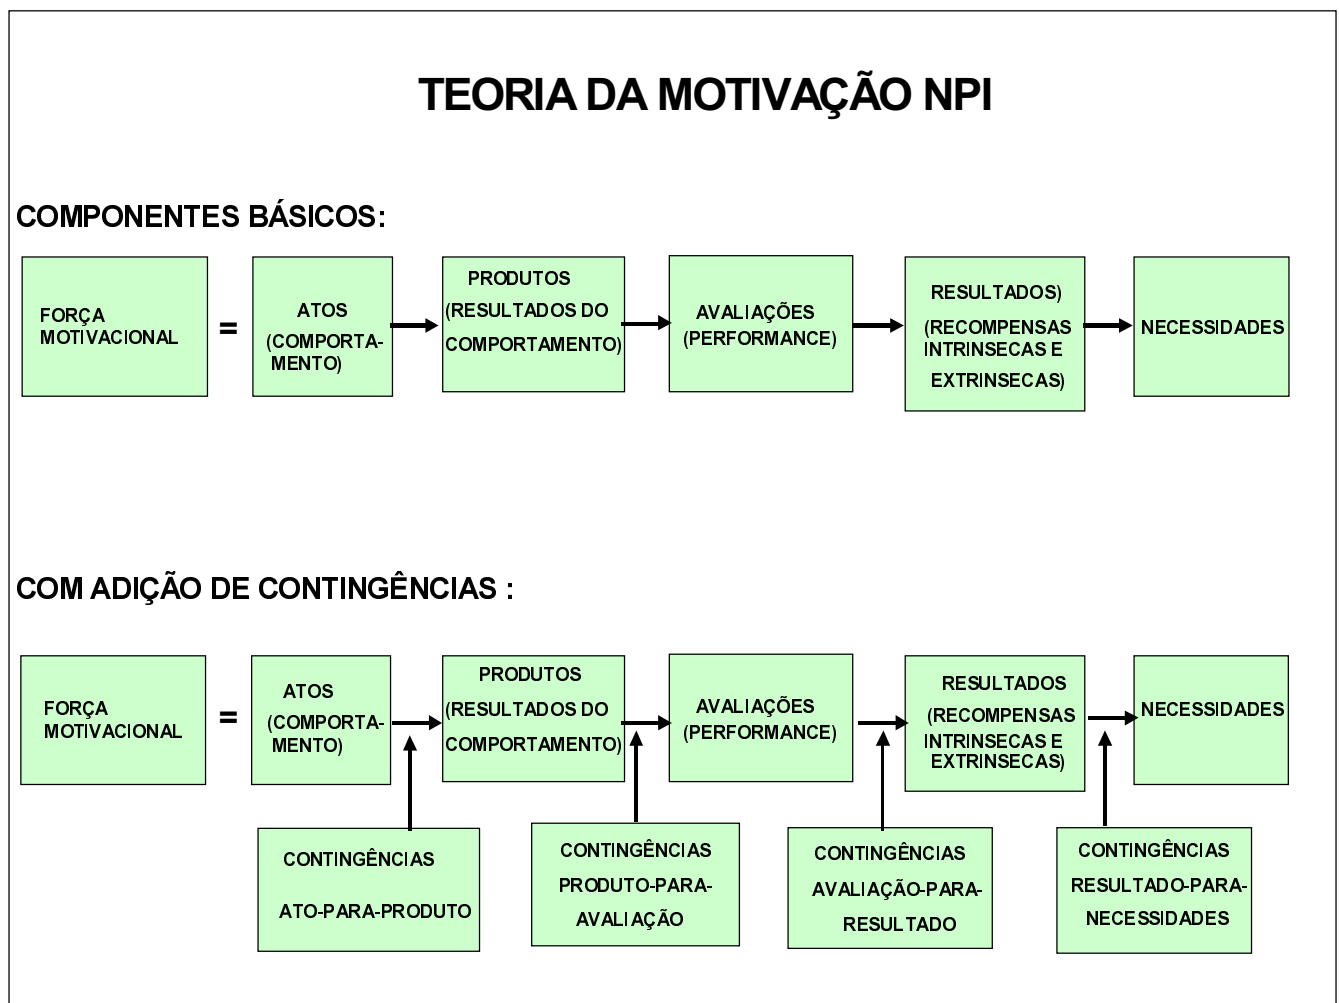 TEORIA DA MOTIVAÇÃO NPI
COMPONENTES BÁSICOS:
FORÇA
MOTIVACIONAL
=
ATOS
(COMPORTA-
MENTO)
PRODUTOS
(RESULTADOS DO
COMPORTAMENTO)
AVALIAÇÕES
(PERFORMANCE)
RESULTADOS)
(RECOMPENSAS
INTRINSECAS E
EXTRINSECAS)
NECESSIDADES
COM ADIÇÃO DE CONTINGÊNCIAS :
FORÇA
MOTIVACIONAL
=
ATOS
(COMPORTA-
MENTO)
PRODUTOS
(RESULTADOS DO
COMPORTAMENTO)
AVALIAÇÕES
(PERFORMANCE)
RESULTADOS
(RECOMPENSAS
INTRINSECAS E
EXTRINSECAS)
NECESSIDADES
CONTINGÊNCIAS
ATO-PARA-PRODUTO
CONTINGÊNCIAS
PRODUTO-PARA-
AVALIAÇÃO
CONTINGÊNCIAS
AVALIAÇÃO-PARA-
RESULTADO
CONTINGÊNCIAS
RESULTADO-PARA-
NECESSIDADES